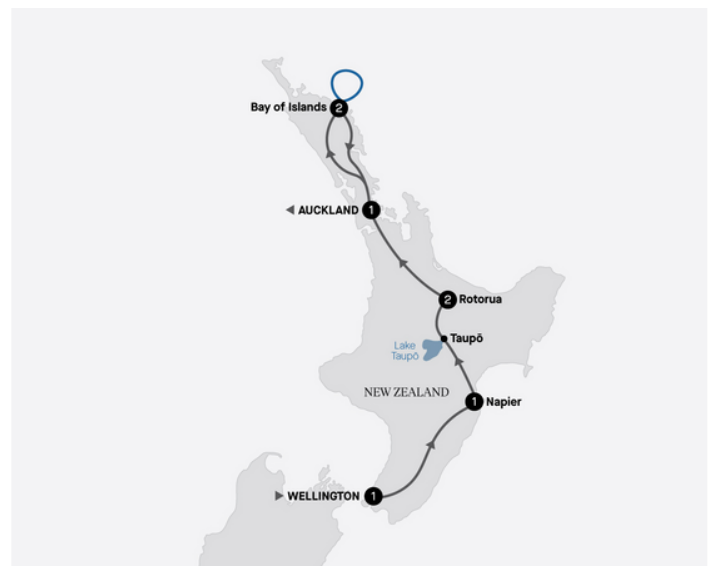 Bay of Islands 2
AUCKLAND 1
2 Rotorua
Taupō
Lake
Taupō
NEW ZEALAND
1 Napier
WELLINGTON 1